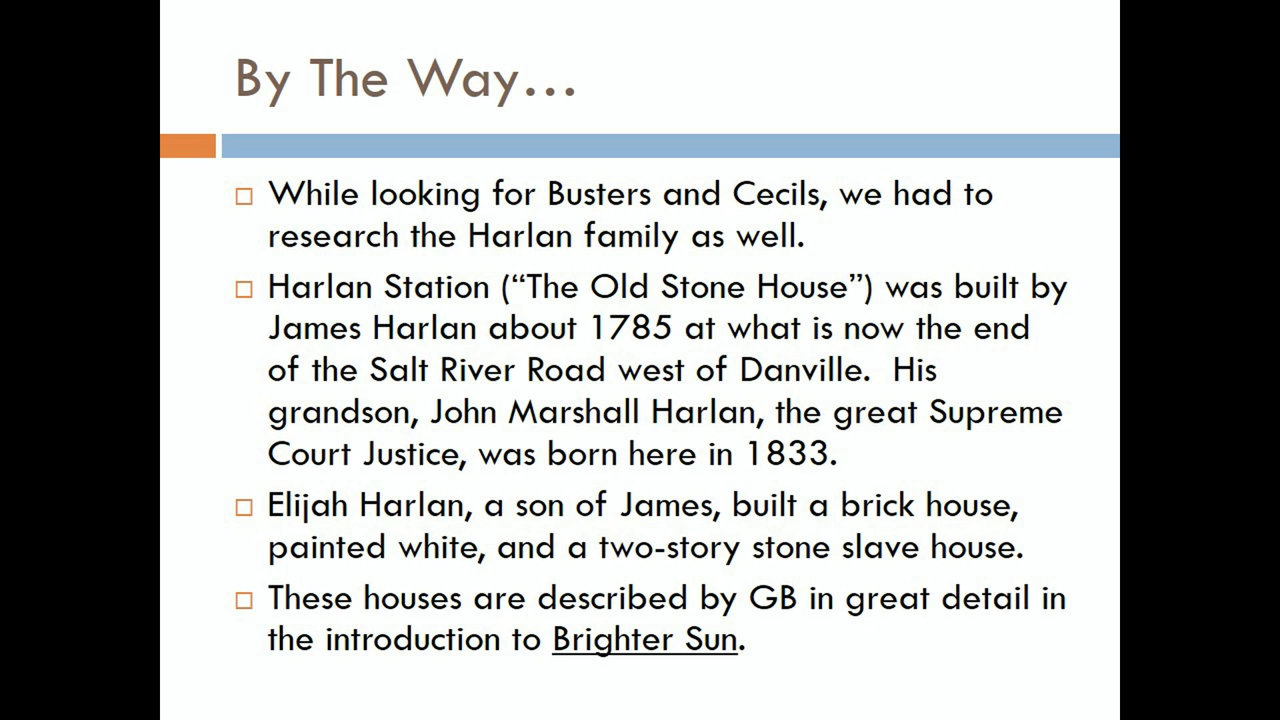 By The Way...
While looking for Busters and Cecils, we had to
research the Harlan family as well.
Harlan Station (“The Old Stone House”) was built by
James Harlan about 1785 at what is now the end
of the Salt River Road west of Danville.  His
grandson, John Marshall Harlan, the great Supreme
Court Justice, was born here in 1833.
Elijah Harlan, a son of James, built a brick house,
painted white, and a two-story stone slave house.
These houses are described by GB in great detail in
the introduction to Brighter Sun.